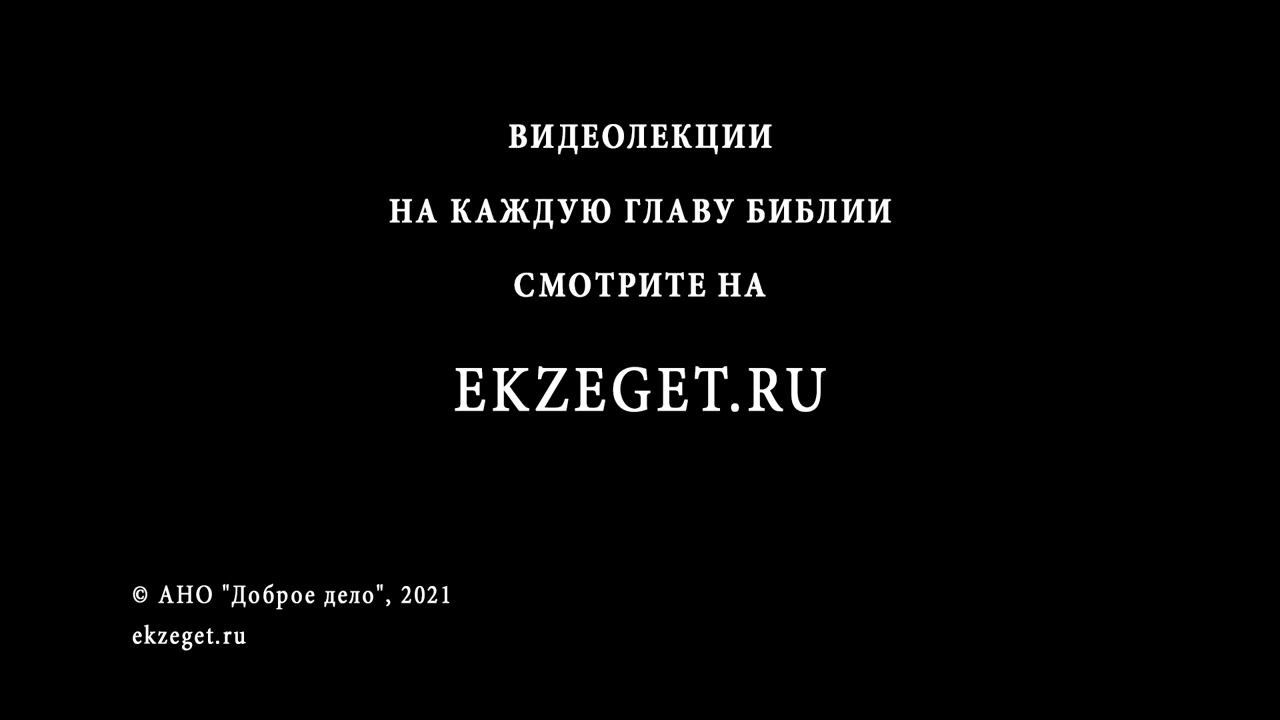 ВИДЕОЛЕКЦИИ
НА КАЖДУЮ ГЛАВУ БИБЛИИ
СМОТРИТЕ НА
EKZEGET.RU
© АНО "Доброе дело", 2021
ekzeget.ru